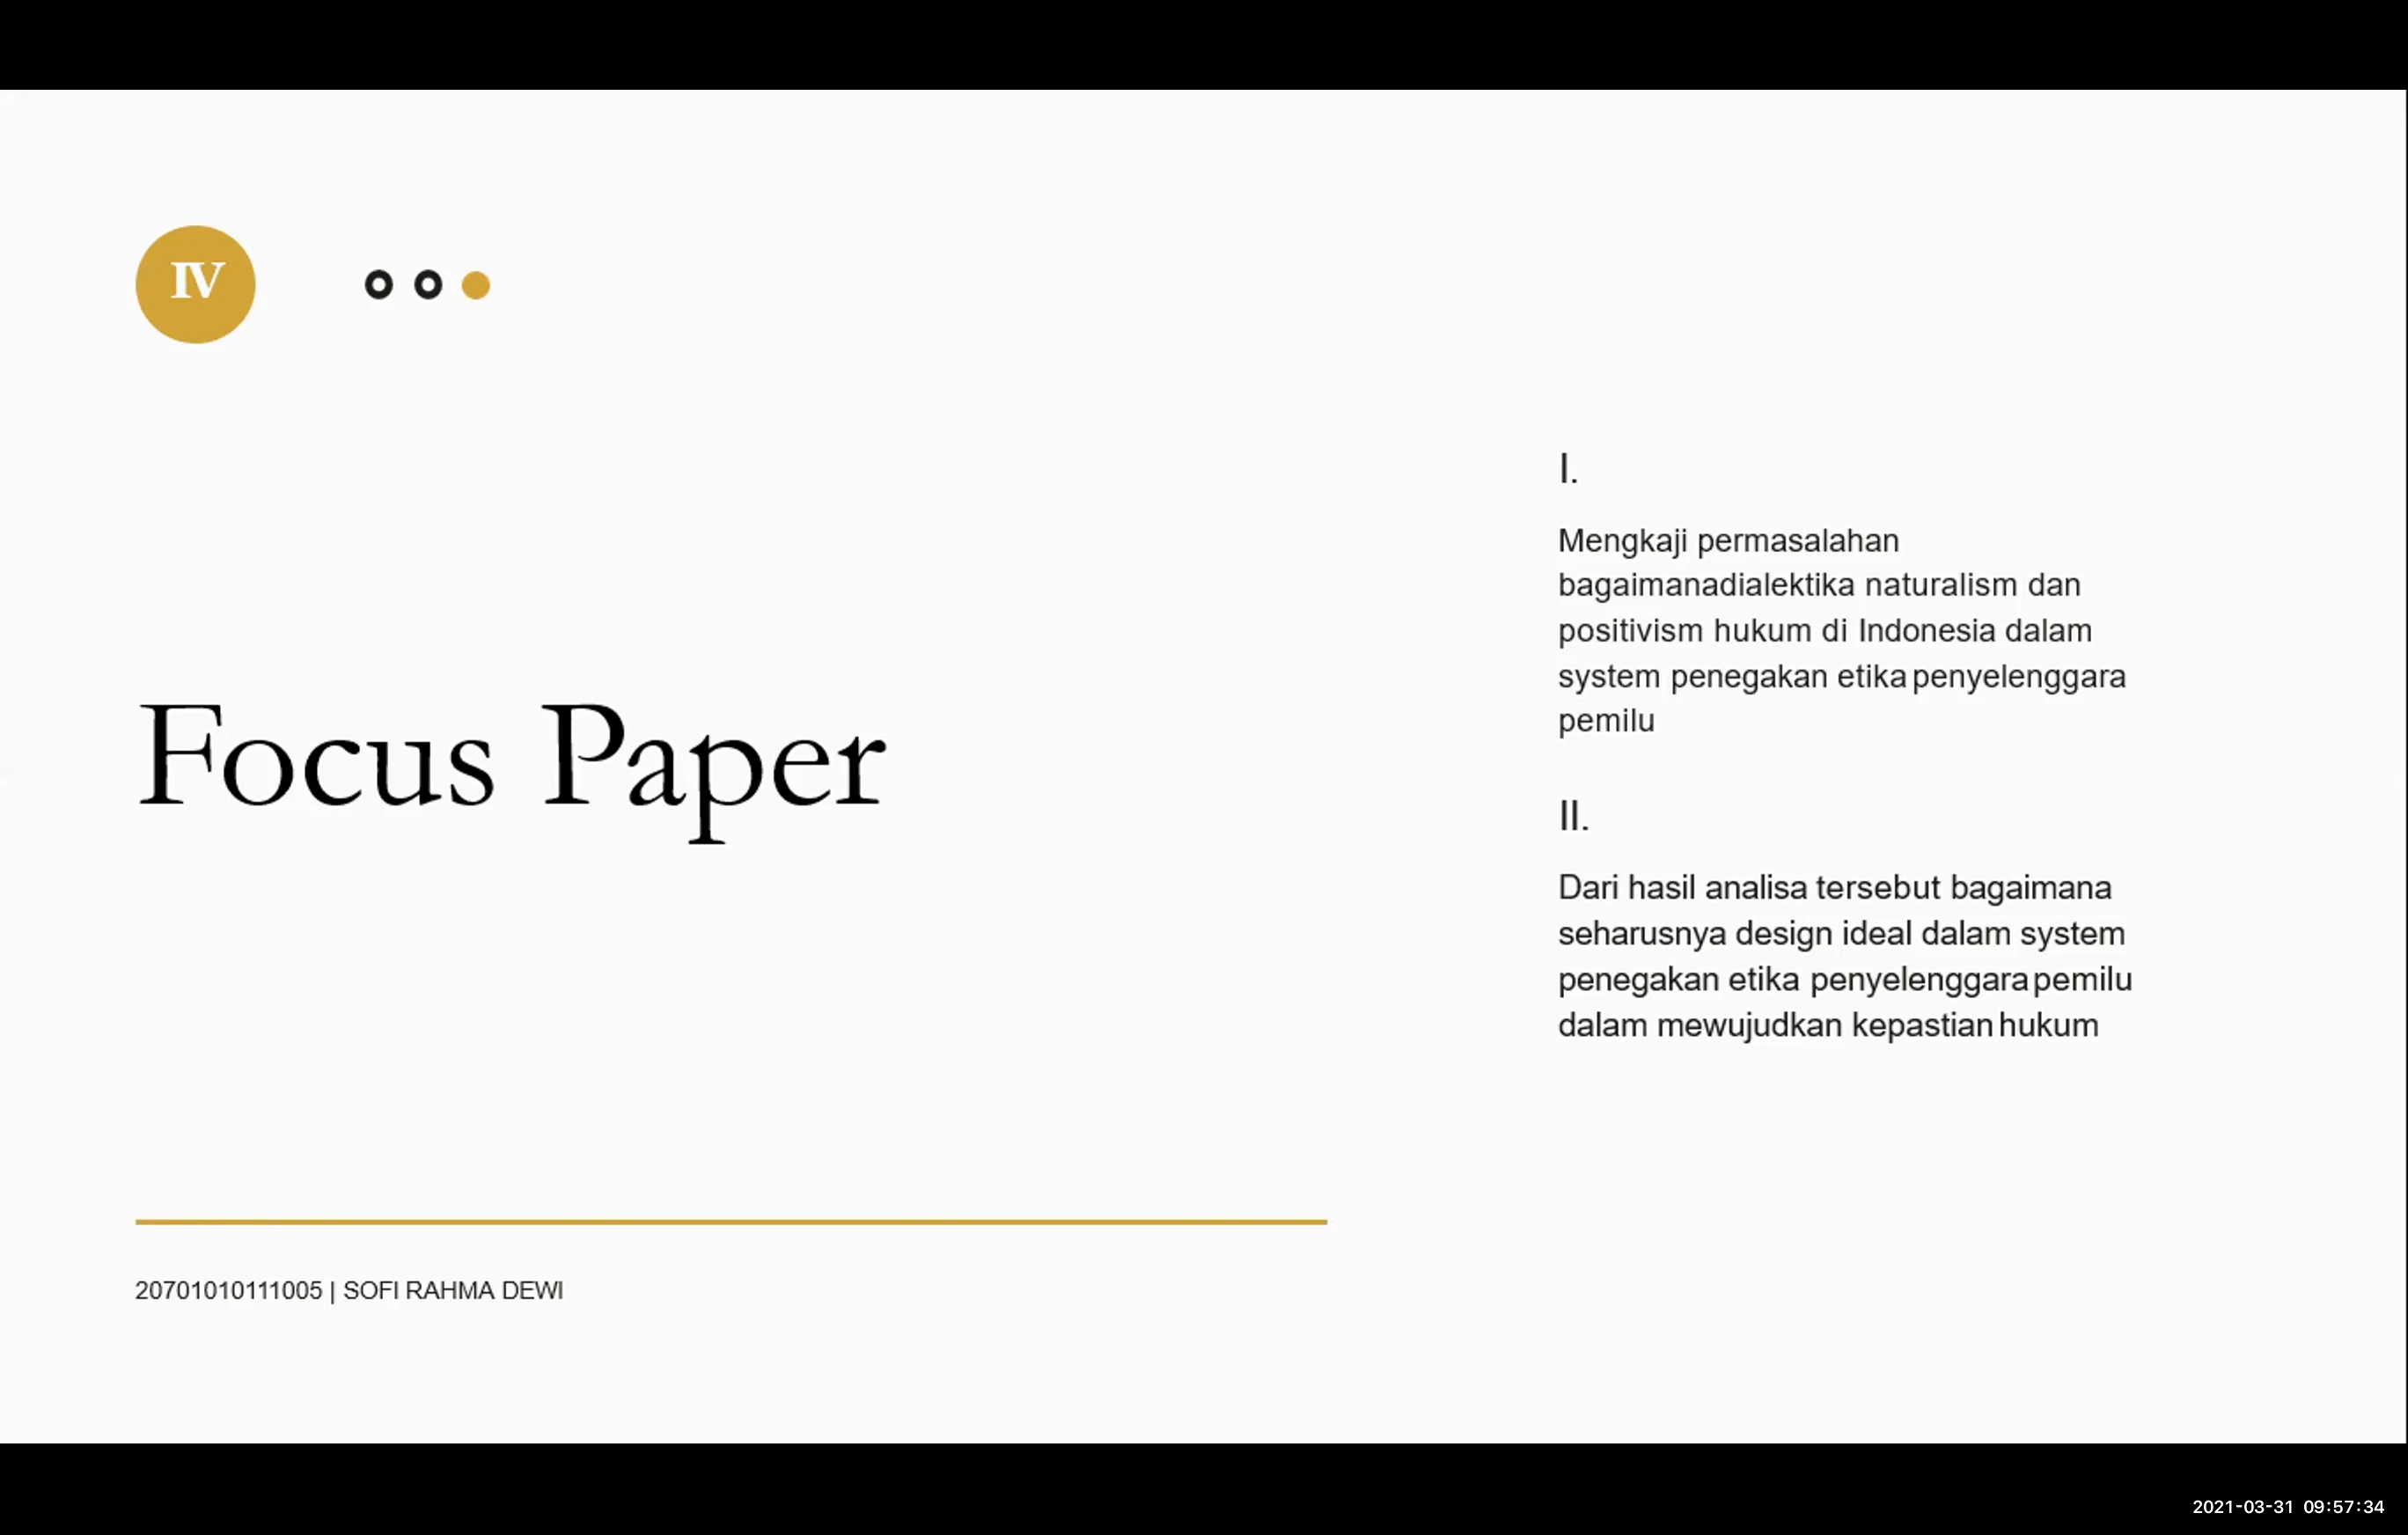 IV
Focus Paper
I.
Mengkaji permasalahan
bagaimanadialektika naturalism dan
positivism hukum di Indonesia dalam
system penegakan etika penyelenggara
pemilu
II.
Dari hasil analisa tersebut bagaimana
seharusnya design ideal dalam system
penegakan etika penyelenggara pemilu
dalam mewujudkan kepastian hukum
20701010111005 | SOFI RAHMA DEWI
2021-03-31 09:57:34